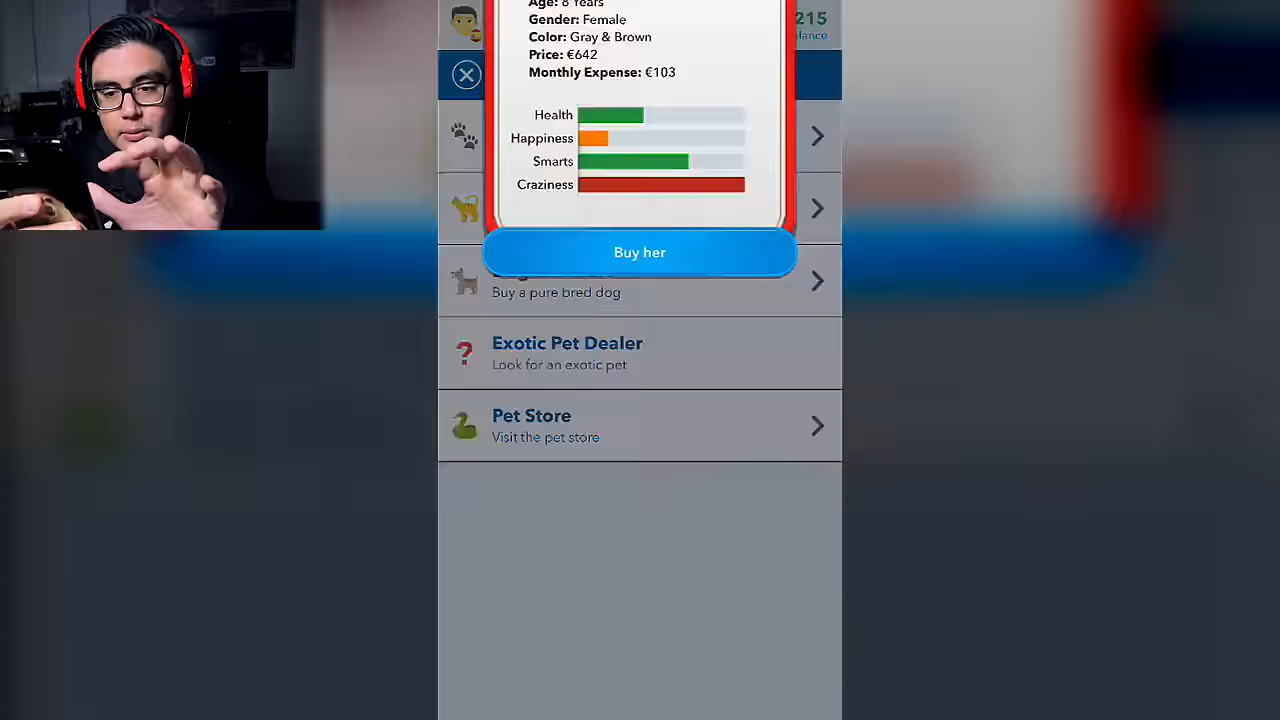 Age: 8 Years
Gender: Female
Color: Gray & Brown
Price: €642
Monthly Expense: €103
Health
Happiness
Smarts
Craziness
Buy her
Buy a pure bred dog
Exotic Pet Dealer
Look for an exotic pet
Pet Store
Visit the pet store
215